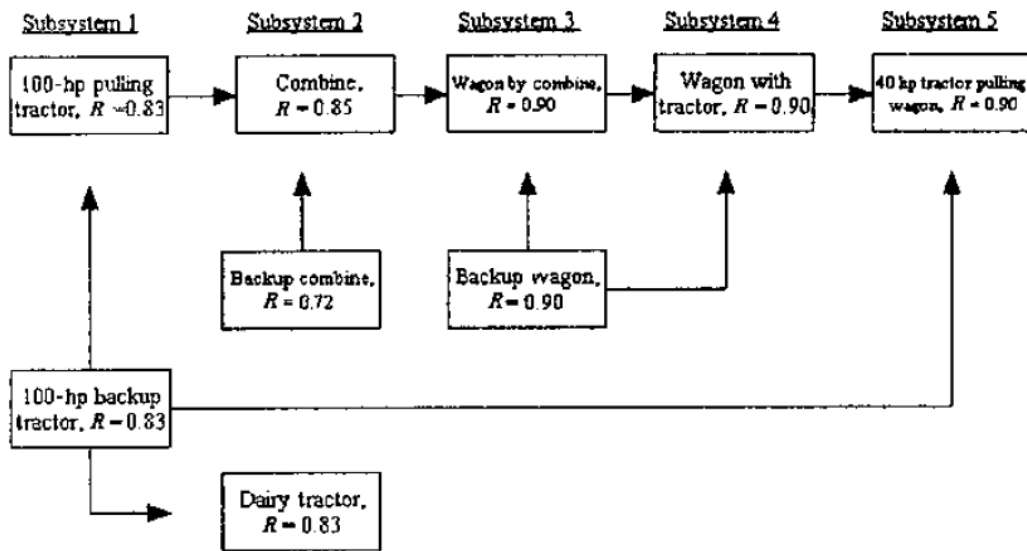 Subsystem 1
Subsystem 2
Subsystem 3
Subsystem 4
Subsystem 5
100-hp pulling
tractor, R = 0.83
Combine,
R = 0.85
Wagon by combine,
R = 0.90
Wagon with
tractor, R = 0.90
40 hp tractor pulling
wagon, R = 0.90
Backup combine,
R = 0.72
Backup wagon,
R = 0.90
100-hp backup
tractor, R = 0.83
Dairy tractor,
R = 0.83